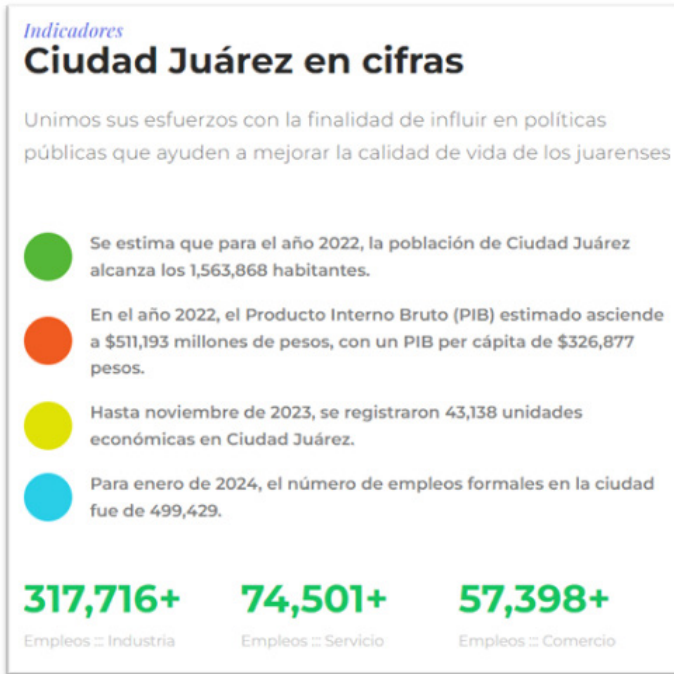 Indicadores
Ciudad Juárez en cifras
Unimos sus esfuerzos con la finalidad de influir en políticas
públicas que ayuden a mejorar la calidad de vida de los juarenses
Se estima que para el año 2022, la población de Ciudad Juárez
alcanza los 1,563,868 habitantes.
En el año 2022, el Producto Interno Bruto (PIB) estimado asciende
a $511,193 millones de pesos, con un PIB per cápita de $326,877
pesos.
Hasta noviembre de 2023, se registraron 43,138 unidades
económicas en Ciudad Juárez.
Para enero de 2024, el número de empleos formales en la ciudad
fue de 499,429.
317,716+ 74,501+ 57,398+
Empleos ::: Industria Empleos ::: Servicio Empleos ::: Comercio